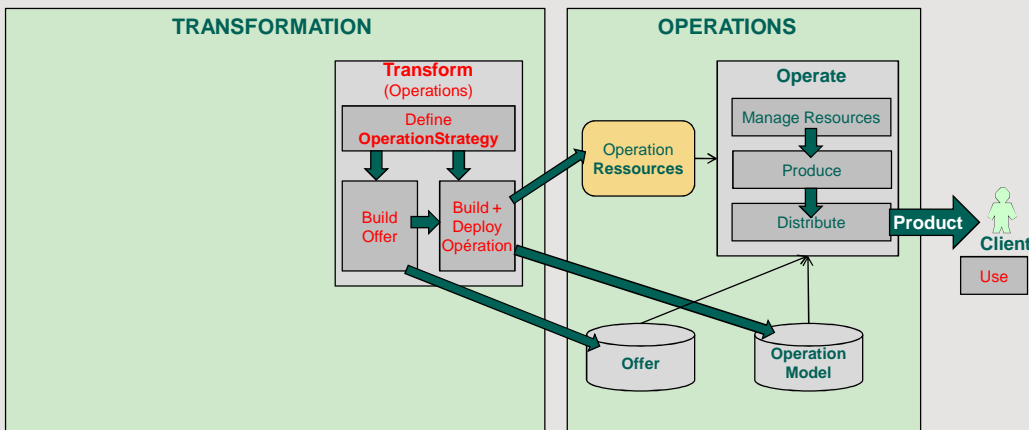 TRANSFORMATION
OPERATIONS
Transform
(Operations)
Define
OperationStrategy
Build
Offer
Build +
Deploy
Opération
Operation
Ressources
Operate
Manage Resources
Produce
Distribute
Product
Client
Use
Offer
Operation
Model